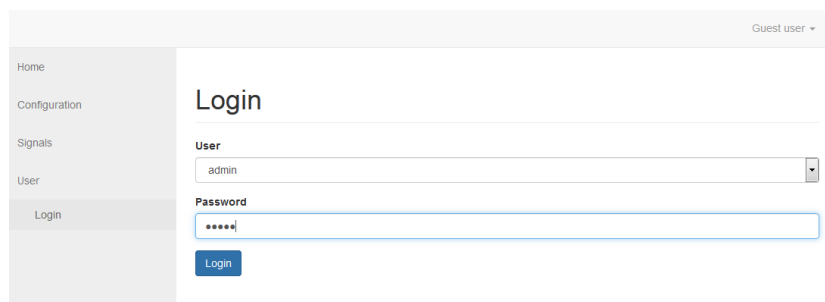 Guest user
Home
Configuration
Signals
User
Login
Login
User
admin
Password
•••••
Login